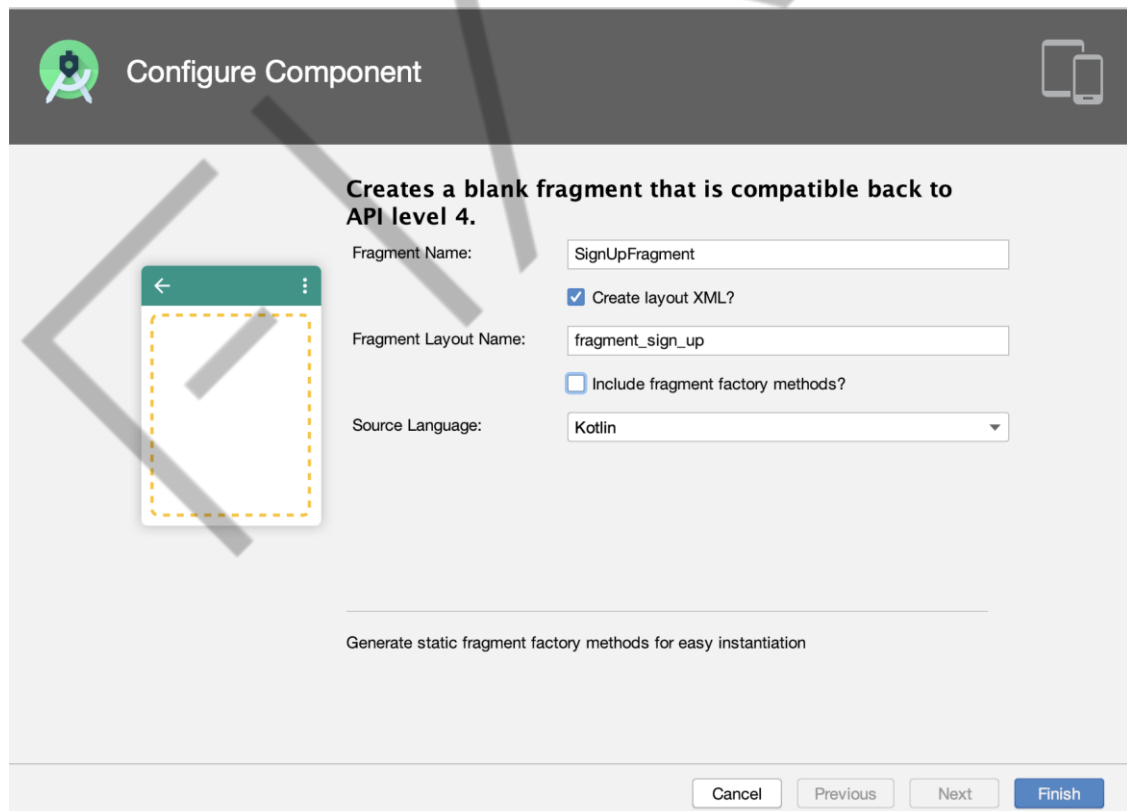 Configure Component
Creates a blank fragment that is compatible back to
API level 4.
Fragment Name:
SignUpFragment
Create layout XML?
Fragment Layout Name:
fragment_sign_up
Include fragment factory methods?
Source Language:
Kotlin
Generate static fragment factory methods for easy instantiation
Cancel
Previous
Next
Finish